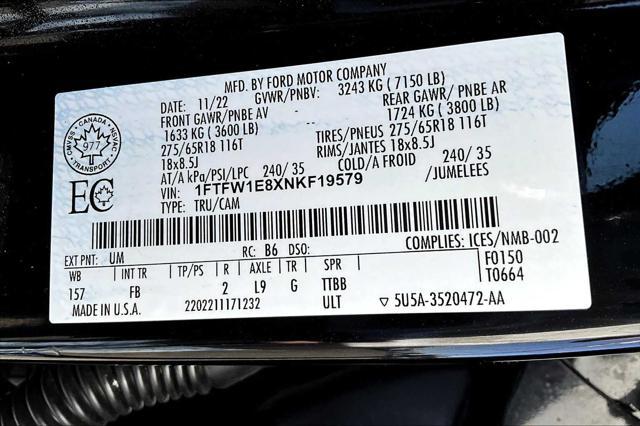 MFD. BY FORD MOTOR COMPANY
DATE: 11/22 GVWR/PNBV: 3243 KG ( 7150 LB)
FRONT GAWR/PNBE AV REAR GAWR/ PNBE AR
1633 KG ( 3600 LB) 1724 KG ( 3800 LB)
275/65R18 116T TIRES/PNEUS 275/65R18 116T
18x8.5J RIMS/JANTES 18x8.5J
AT/A kPa/PSI/LPC 240/ 35 COLD/A FROID 240/ 35
VIN: 1FTFW1E8XNKF19579 /JUMELEES
TYPE: TRU/CAM
CANADA
977
TRANSPORT
EC
EXT PNT: UM RC: B6 DSO: COMPLIES: ICES/NMB-002
WB INT TR TP/PS R AXLE TR SPR F0150
157 FB 2 L9 G TTBB T0664
MADE IN U.S.A. 2202211171232 ULT 5U5A-3520472-AA